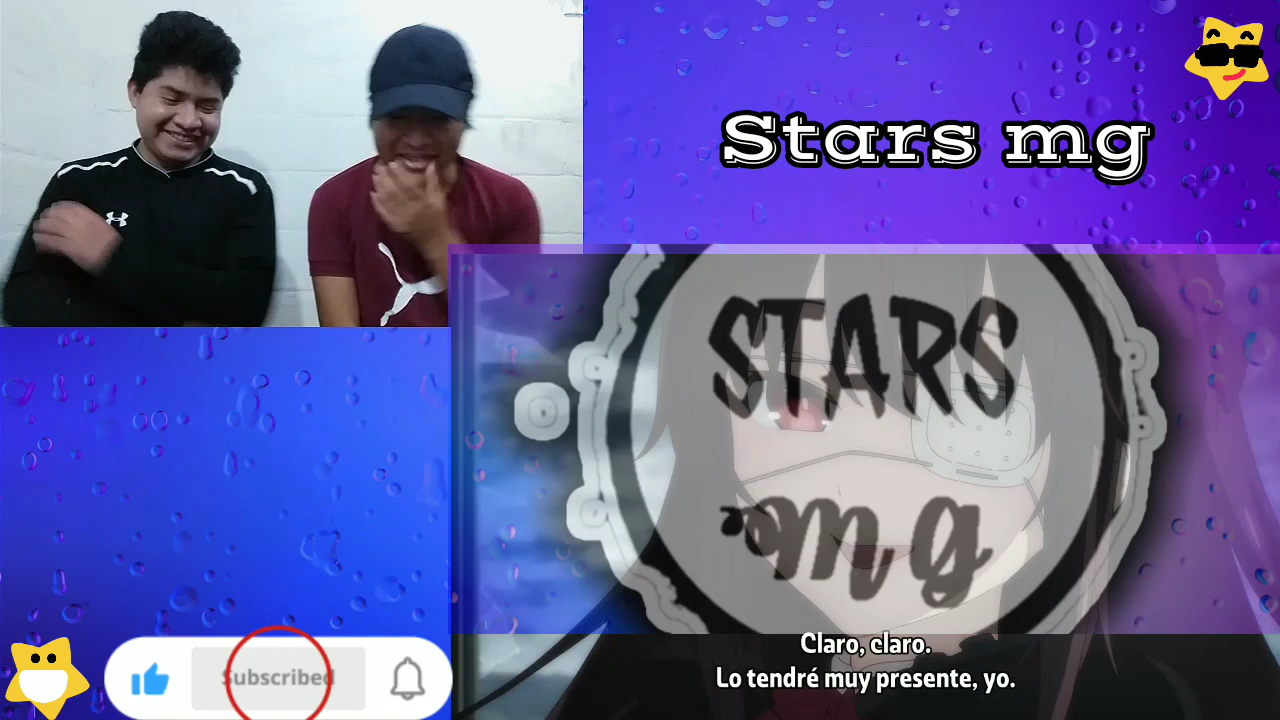 Stars mg
STARS
mg
Claro, claro.
Lo tendré muy presente, yo.
Subscribed